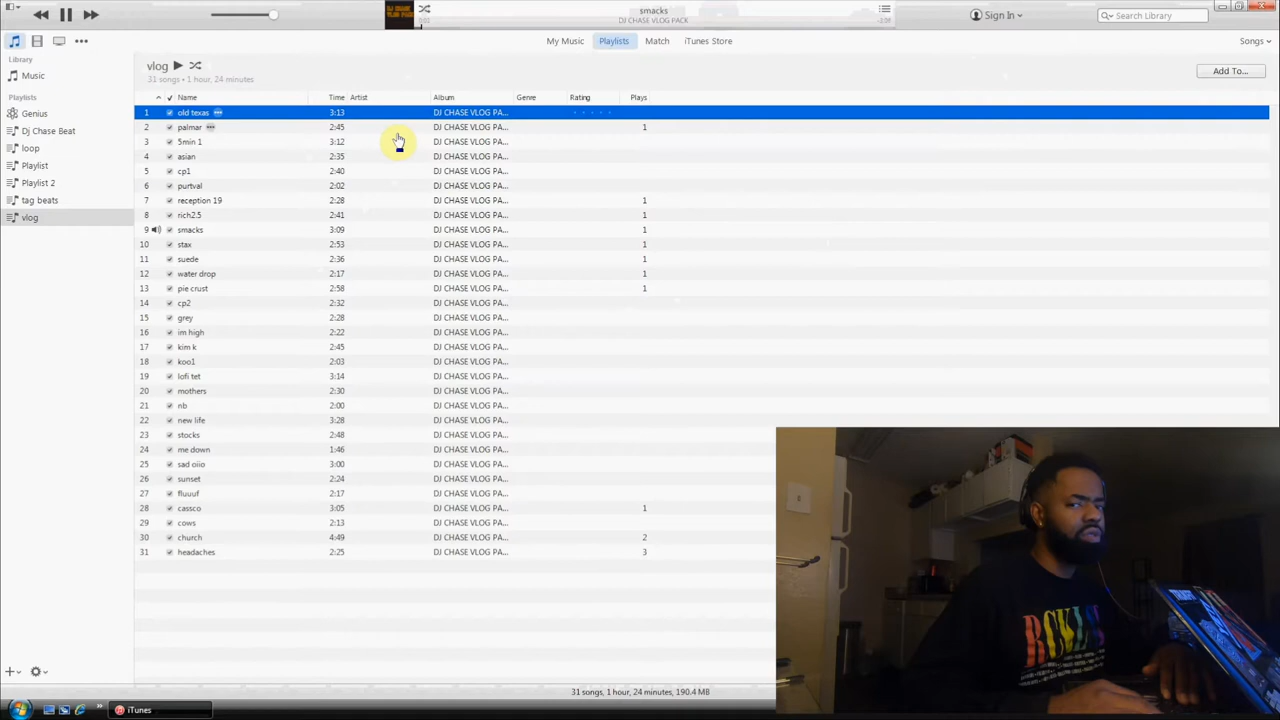 smacks
DJ CHASE VLOG PACK
0:03
-3:09
Sign In
Search Library
My Music
Playlists
Match
iTunes Store
Songs
Library
Music
Playlists
Genius
Dj Chase Beat
loop
Playlist
Playlist 2
tag beats
vlog
vlog
31 songs • 1 hour, 24 minutes
Add To...
Name Time Artist Album Genre Rating Plays
1 old texas 3:13 DJ CHASE VLOG PA...
2 palmar 2:45 DJ CHASE VLOG PA... 1
3 5min 1 3:12 DJ CHASE VLOG PA...
4 asian 2:35 DJ CHASE VLOG PA...
5 cp1 2:40 DJ CHASE VLOG PA...
6 purtval 2:02 DJ CHASE VLOG PA...
7 reception 19 2:28 DJ CHASE VLOG PA... 1
8 rich2.5 2:41 DJ CHASE VLOG PA... 1
9 smacks 3:09 DJ CHASE VLOG PA... 1
10 stax 2:53 DJ CHASE VLOG PA... 1
11 suede 2:36 DJ CHASE VLOG PA... 1
12 water drop 2:17 DJ CHASE VLOG PA... 1
13 pie crust 2:58 DJ CHASE VLOG PA... 1
14 cp2 2:32 DJ CHASE VLOG PA...
15 grey 2:28 DJ CHASE VLOG PA...
16 im high 2:22 DJ CHASE VLOG PA...
17 kim k 2:45 DJ CHASE VLOG PA...
18 koo1 2:03 DJ CHASE VLOG PA...
19 lofi tet 3:14 DJ CHASE VLOG PA...
20 mothers 2:30 DJ CHASE VLOG PA...
21 nb 2:00 DJ CHASE VLOG PA...
22 new life 3:28 DJ CHASE VLOG PA...
23 stocks 2:48 DJ CHASE VLOG PA...
24 me down 1:46 DJ CHASE VLOG PA...
25 sad oiio 3:00 DJ CHASE VLOG PA...
26 sunset 2:24 DJ CHASE VLOG PA...
27 fluuuf 2:17 DJ CHASE VLOG PA...
28 cassco 3:05 DJ CHASE VLOG PA... 1
29 cows 2:13 DJ CHASE VLOG PA...
30 church 4:49 DJ CHASE VLOG PA... 2
31 headaches 2:25 DJ CHASE VLOG PA... 3
31 songs, 1 hour, 24 minutes, 190.4 MB
iTunes